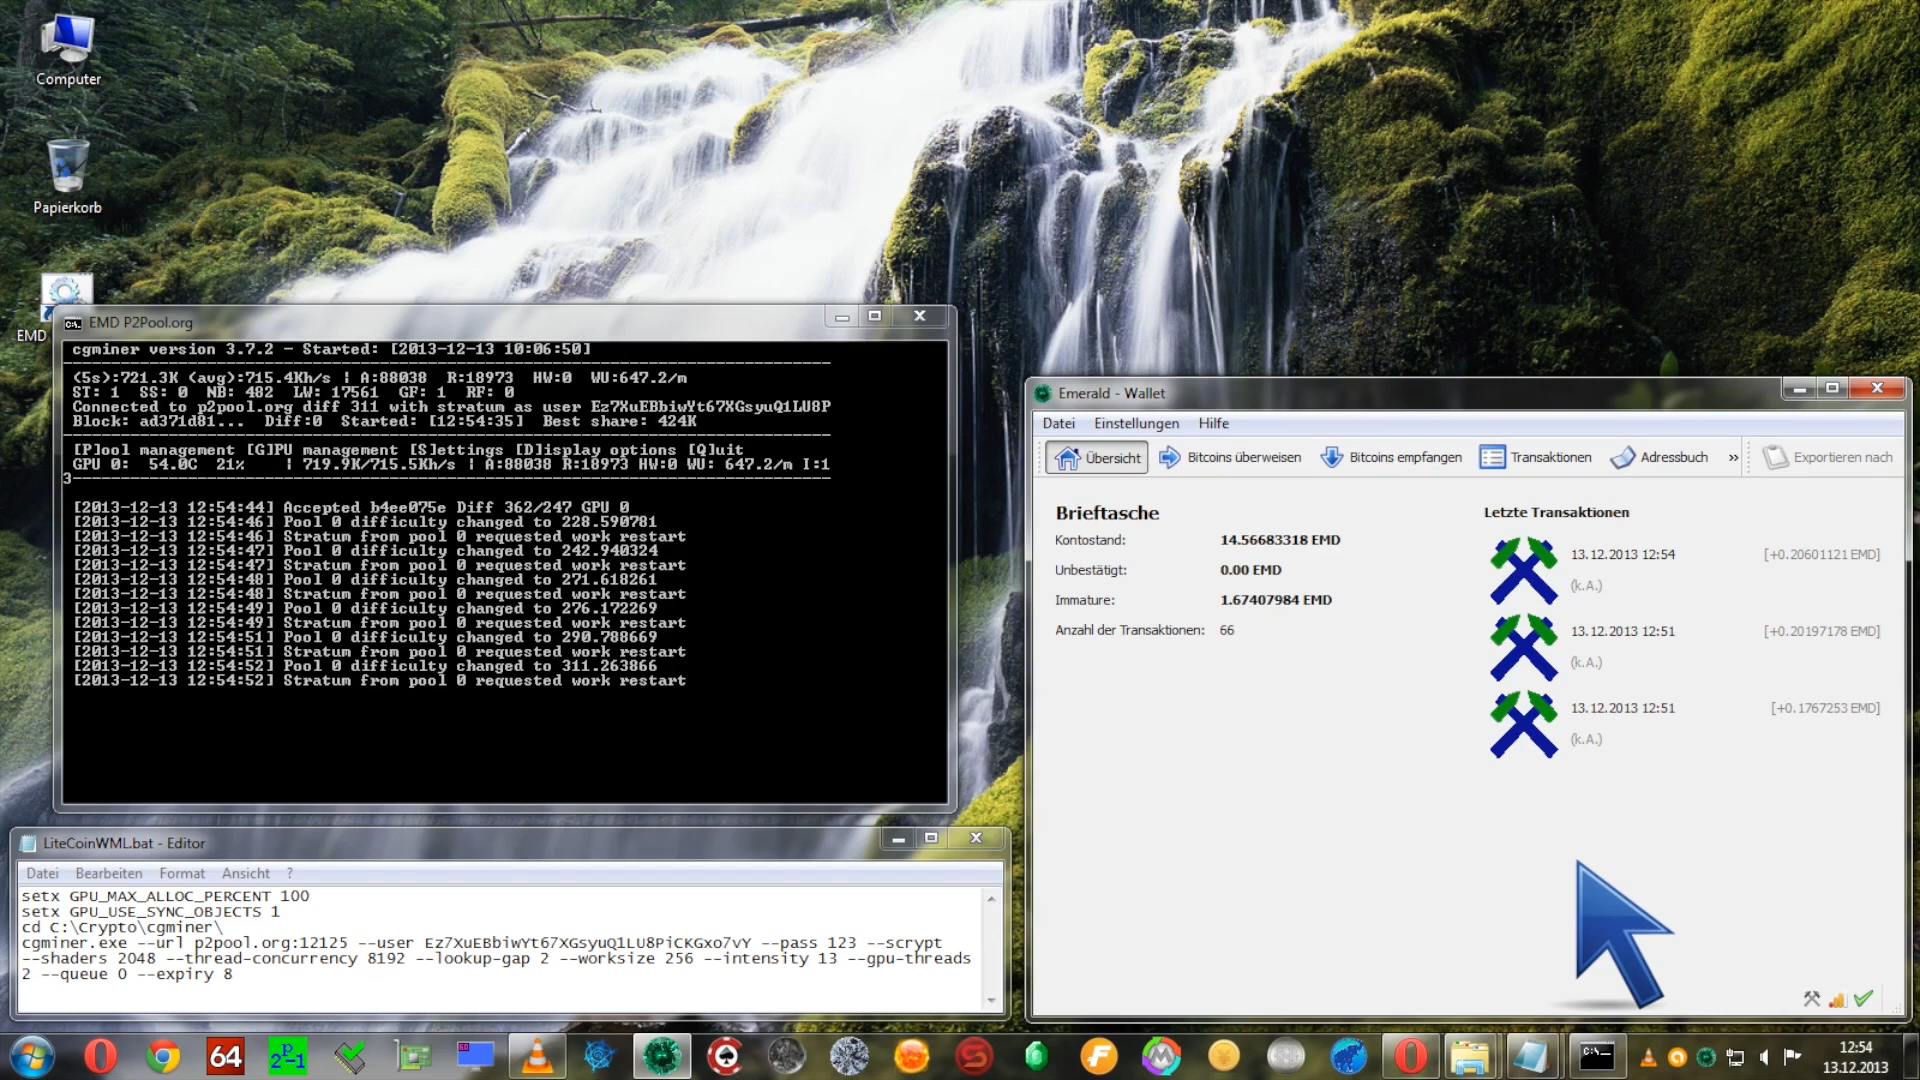 Computer
Papierkorb
EMD
EMD P2Pool.org
cgminer version 3.7.2 - Started: [2013-12-13 10:06:50]
(5s):721.3K (avg):715.4Kh/s | A:88038 R:18973 HW:0 WU:647.2/m
ST: 1 SS: 0 NB: 482 LW: 17561 GF: 1 RF: 0
Connected to p2pool.org diff 311 with stratum as user Ez7XuEBbiwYt67XGsyuQ1LU8P
Block: ad371d81... Diff:0 Started: [12:54:35] Best share: 424K
[P]ool management [G]PU management [S]ettings [D]isplay options [Q]uit
GPU 0: 54.0C 21% | 719.9K/715.5Kh/s | A:88038 R:18973 HW:0 WU: 647.2/m I:1
3
[2013-12-13 12:54:44] Accepted b4ee075e Diff 362/247 GPU 0
[2013-12-13 12:54:46] Pool 0 difficulty changed to 228.590781
[2013-12-13 12:54:46] Stratum from pool 0 requested work restart
[2013-12-13 12:54:47] Pool 0 difficulty changed to 242.940324
[2013-12-13 12:54:47] Stratum from pool 0 requested work restart
[2013-12-13 12:54:48] Pool 0 difficulty changed to 271.618261
[2013-12-13 12:54:48] Stratum from pool 0 requested work restart
[2013-12-13 12:54:49] Pool 0 difficulty changed to 276.172269
[2013-12-13 12:54:49] Stratum from pool 0 requested work restart
[2013-12-13 12:54:51] Pool 0 difficulty changed to 290.788669
[2013-12-13 12:54:51] Stratum from pool 0 requested work restart
[2013-12-13 12:54:52] Pool 0 difficulty changed to 311.263866
[2013-12-13 12:54:52] Stratum from pool 0 requested work restart
Emerald - Wallet
Datei Einstellungen Hilfe
Übersicht Bitcoins überweisen Bitcoins empfangen Transaktionen Adressbuch » Exportieren nach
Brieftasche
Kontostand: 14.56683318 EMD
Unbestätigt: 0.00 EMD
Immature: 1.67407984 EMD
Anzahl der Transaktionen: 66
Letzte Transaktionen
13.12.2013 12:54 [+0.20601121 EMD]
(k.A.)
13.12.2013 12:51 [+0.20197178 EMD]
(k.A.)
13.12.2013 12:51 [+0.1767253 EMD]
(k.A.)
LiteCoinWML.bat - Editor
Datei Bearbeiten Format Ansicht ?
setx GPU_MAX_ALLOC_PERCENT 100
setx GPU_USE_SYNC_OBJECTS 1
cd C:\Crypto\cgminer\
cgminer.exe --url p2pool.org:12125 --user Ez7XuEBbiwYt67XGsyuQ1LU8PiCKGxo7vY --pass 123 --scrypt
--shaders 2048 --thread-concurrency 8192 --lookup-gap 2 --worksize 256 --intensity 13 --gpu-threads
2 --queue 0 --expiry 8
64
2P-1
C:\_
12:54
13.12.2013